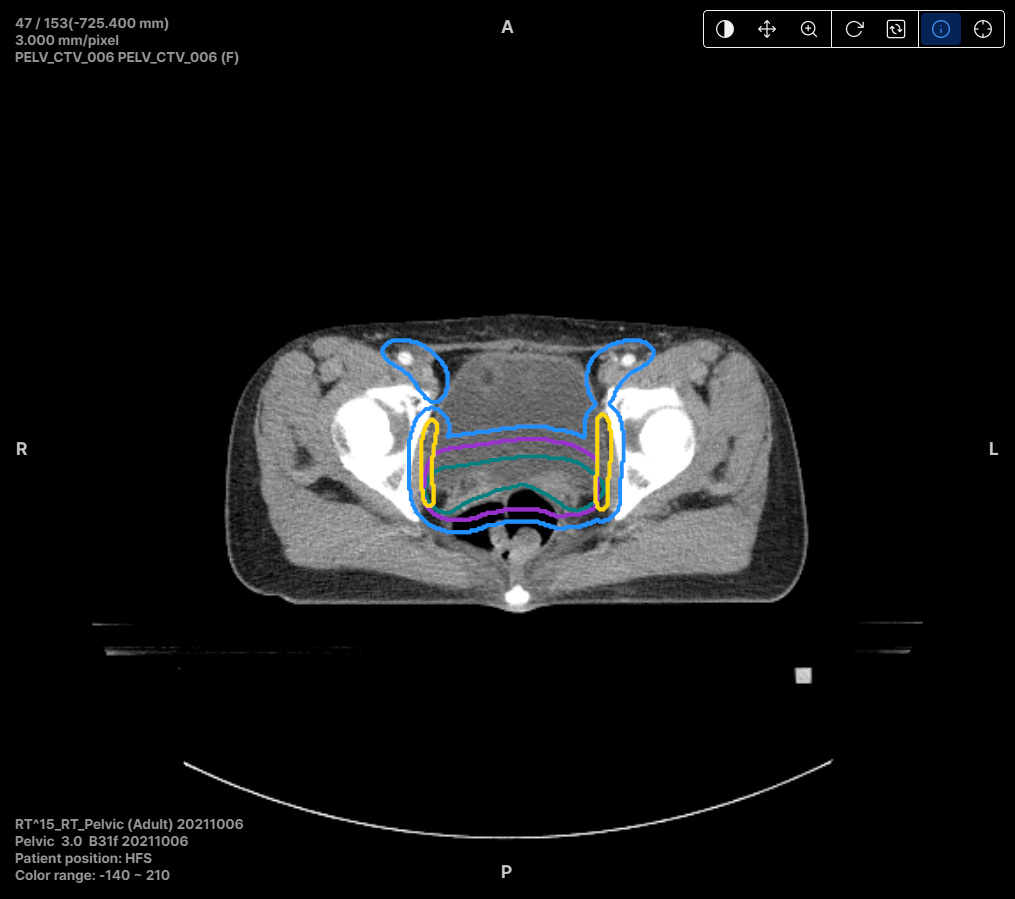 47 / 153(-725.400 mm)
3.000 mm/pixel
PELV_CTV_006 PELV_CTV_006 (F)
A
R
L
RT^15_RT_Pelvic (Adult) 20211006
Pelvic  3.0  B31f 20211006
Patient position: HFS
Color range: -140 ~ 210
P